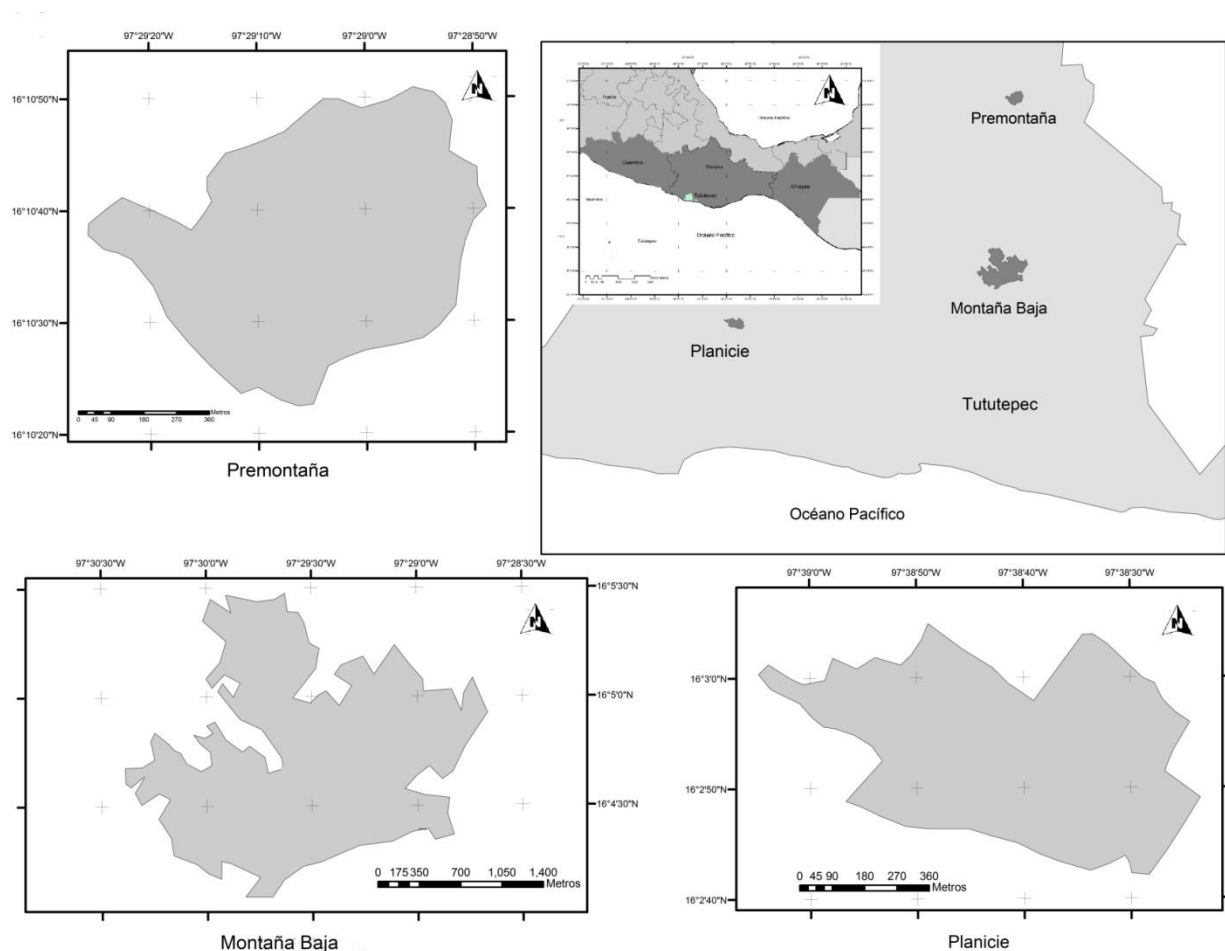 97°29'20"W 97°29'10"W 97°29'0"W 97°28'50"W
N
16°10'50"N
16°10'40"N
16°10'30"N
16°10'20"N
0 45 90 180 270 360 Metros
Premontaña
N
Puebla
Guerrero
Oaxaca
Chiapas
Tututepec
Océano Pacífico
Tututepec
Premontaña
Montaña Baja
Planicie
Tututepec
Océano Pacífico
97°30'30"W 97°30'0"W 97°29'30"W 97°29'0"W 97°28'30"W
N
16°5'30"N
16°5'0"N
16°4'30"N
0 175 350 700 1,050 1,400
Metros
Montaña Baja
97°39'0"W 97°38'50"W 97°38'40"W 97°38'30"W
N
16°3'0"N
16°2'50"N
16°2'40"N
0 45 90 180 270 360
Metros
Planicie